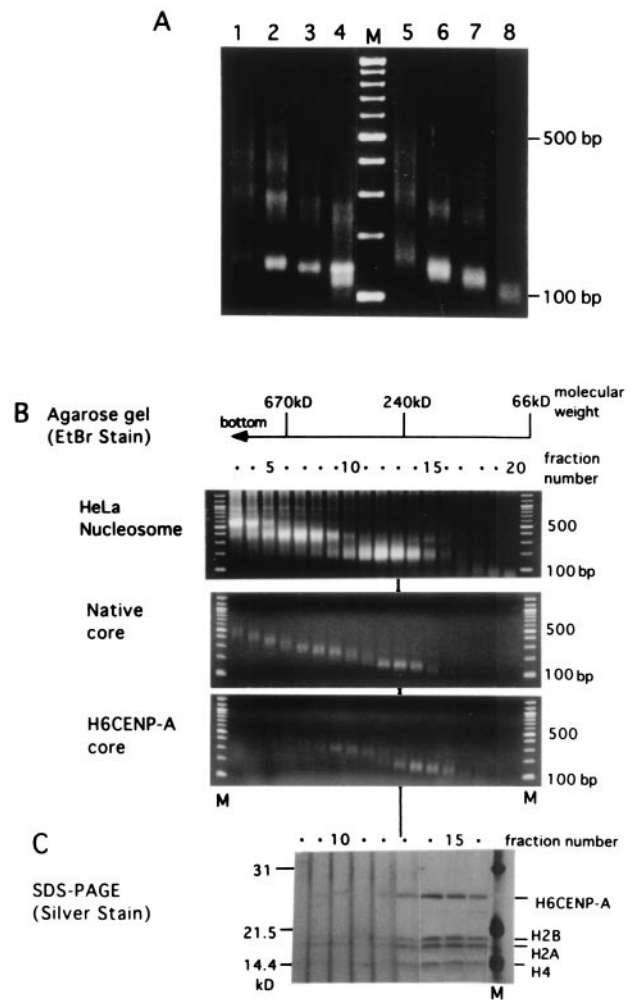 A
1 2 3 4 M 5 6 7 8
500 bp
100 bp
B
Agarose gel
(EtBr Stain)
670kD 240kD 66kD molecular weight
bottom
• • 5 • • • • 10 • • • • 15 • • • • 20 fraction number
HeLa
Nucleosome
500
100 bp
Native
core
500
100 bp
H6CENP-A
core
500
100 bp
M M
C
• • 10 • • • • 15 • fraction number
SDS-PAGE
(Silver Stain)
31
21.5
14.4
kD
H6CENP-A
H2B
H2A
H4
M